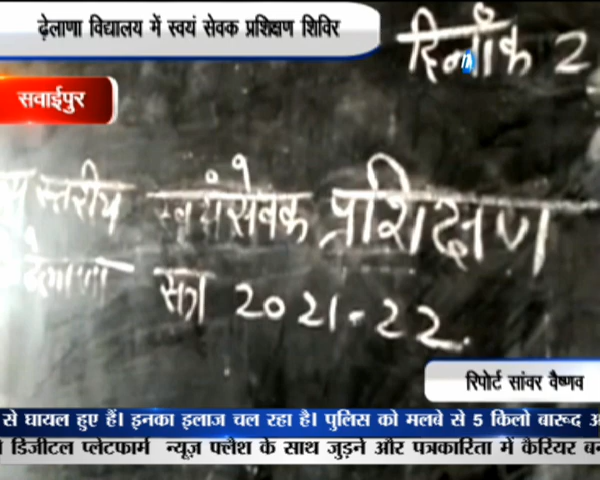 ढ़ेलाणा विद्यालय में स्वयं सेवक प्रशिक्षण शिविर
दिनाँक 2
सवाईपुर
स्तरीय स्वयंसेवक प्रशिक्षण
सत्र 2021-22
रिपोर्ट सांवर वैष्णव
से घायल हुए हैं। इनका इलाज चल रहा है। पुलिस को मलबे से 5 किलो बारूद
डिजीटल प्लेटफार्म न्यूज़ फ्लैश के साथ जुड़ने और पत्रकारिता में कैरियर